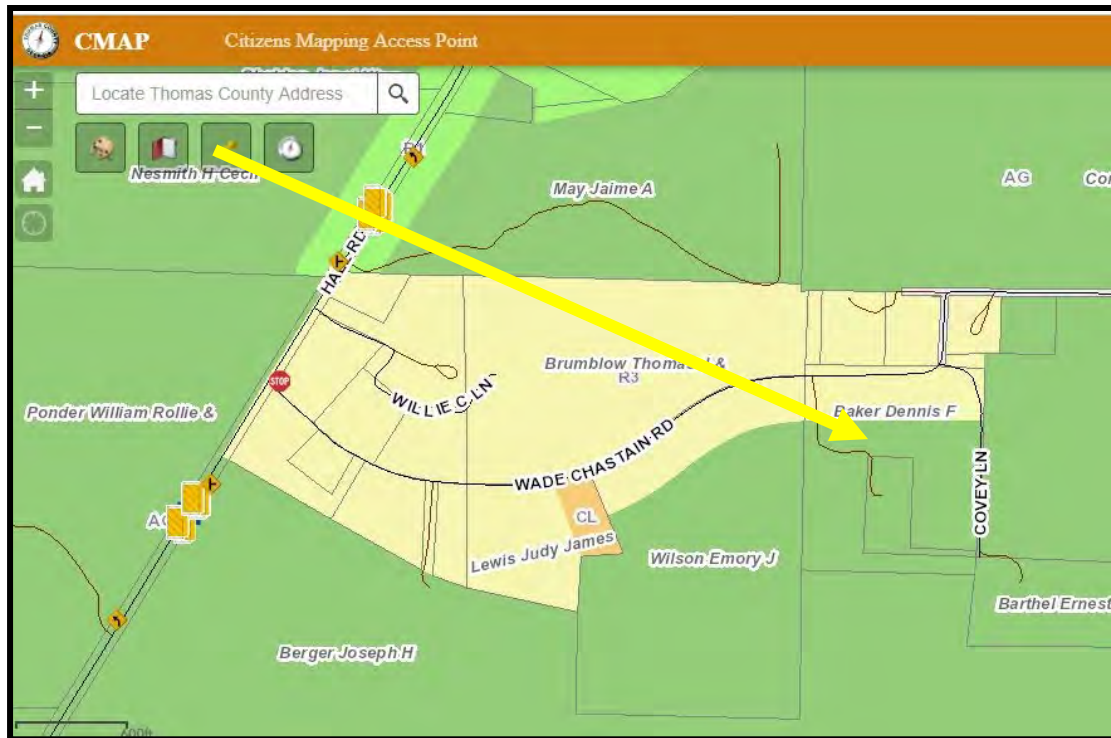 CMAP
Citizens Mapping Access Point
Locate Thomas County Address
Nesmith H Cecil
May Jaime A
AG
HALL RD
Brumblow Thomas J &
R3
WILLIE C LN
STOP
Ponder William Rollie &
Baker Dennis F
WADE CHASTAIN RD
COVEY LN
CL
Lewis Judy James
Wilson Emory J
Barthel Ernest
Berger Joseph H